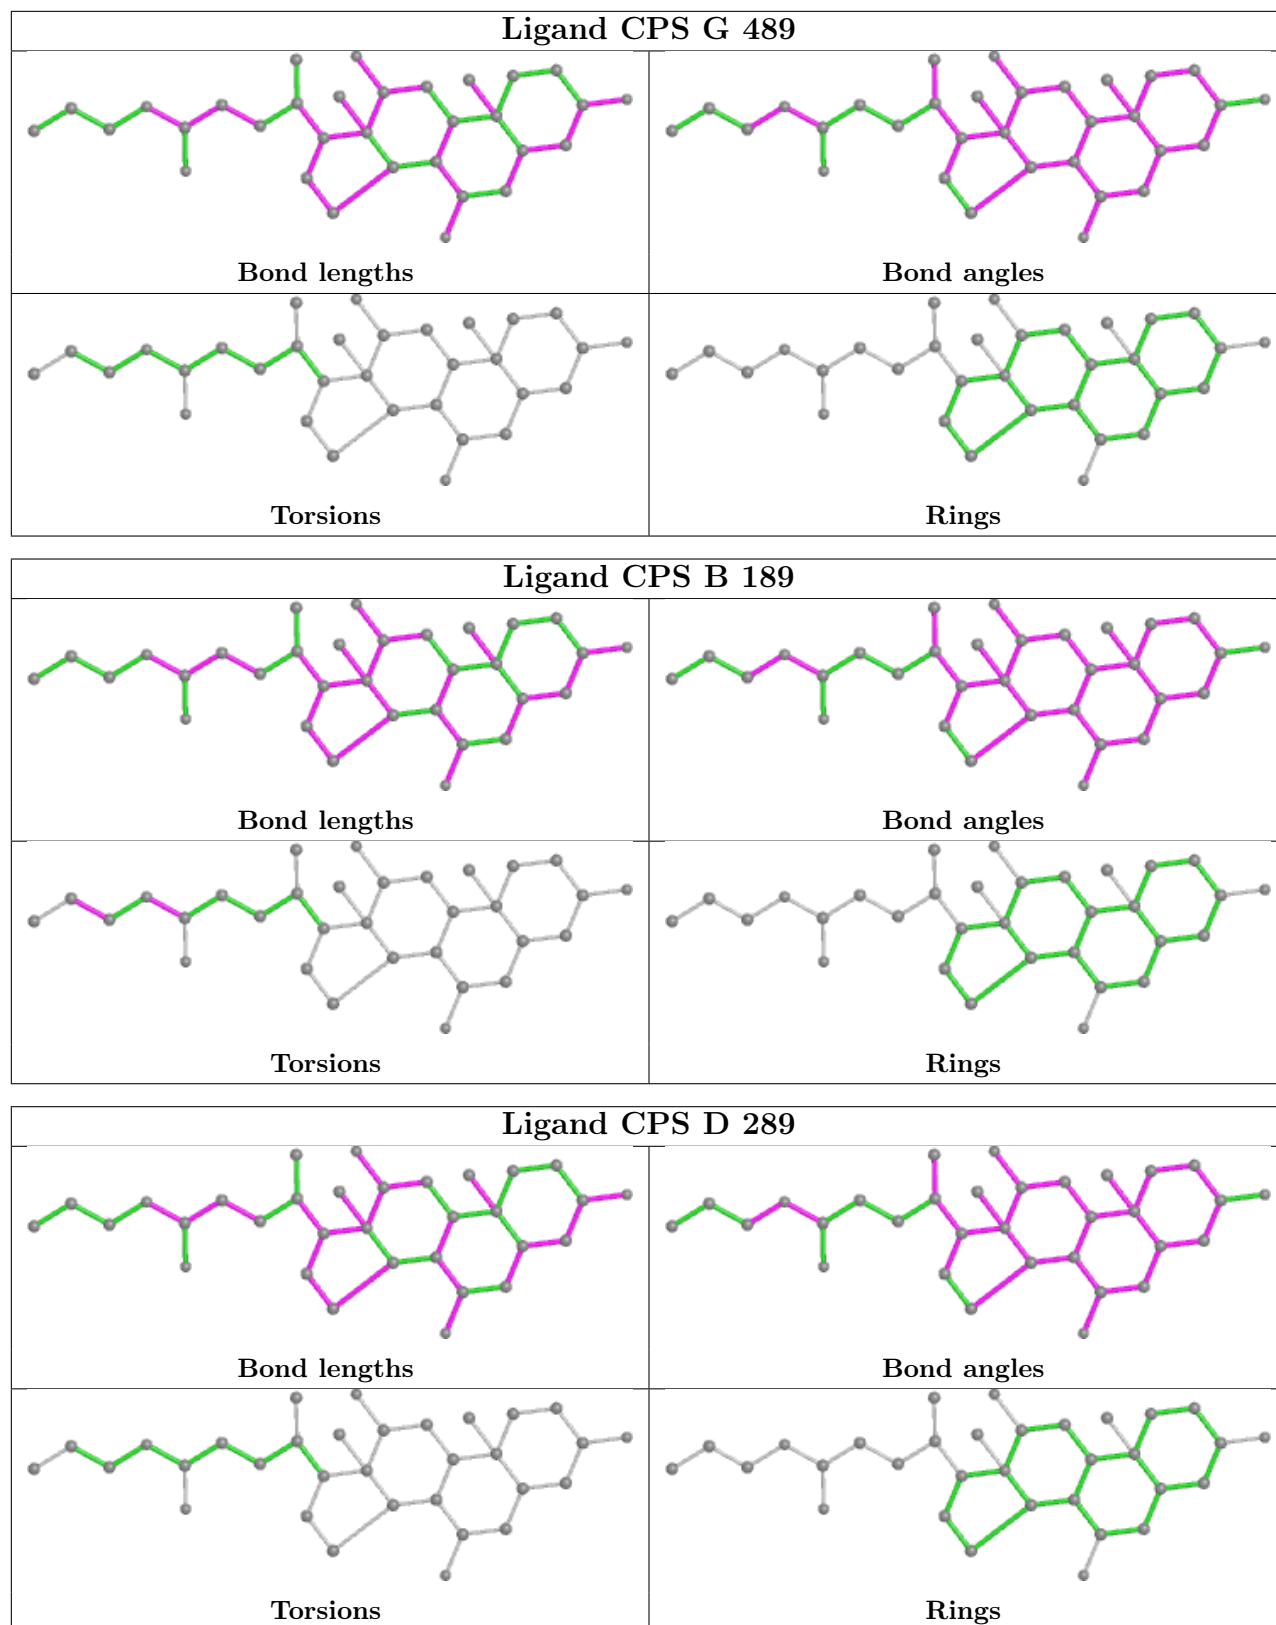 Ligand CPS G 489
Bond lengths
Bond angles
Torsions
Rings
Ligand CPS B 189
Bond lengths
Bond angles
Torsions
Rings
Ligand CPS D 289
Bond lengths
Bond angles
Torsions
Rings